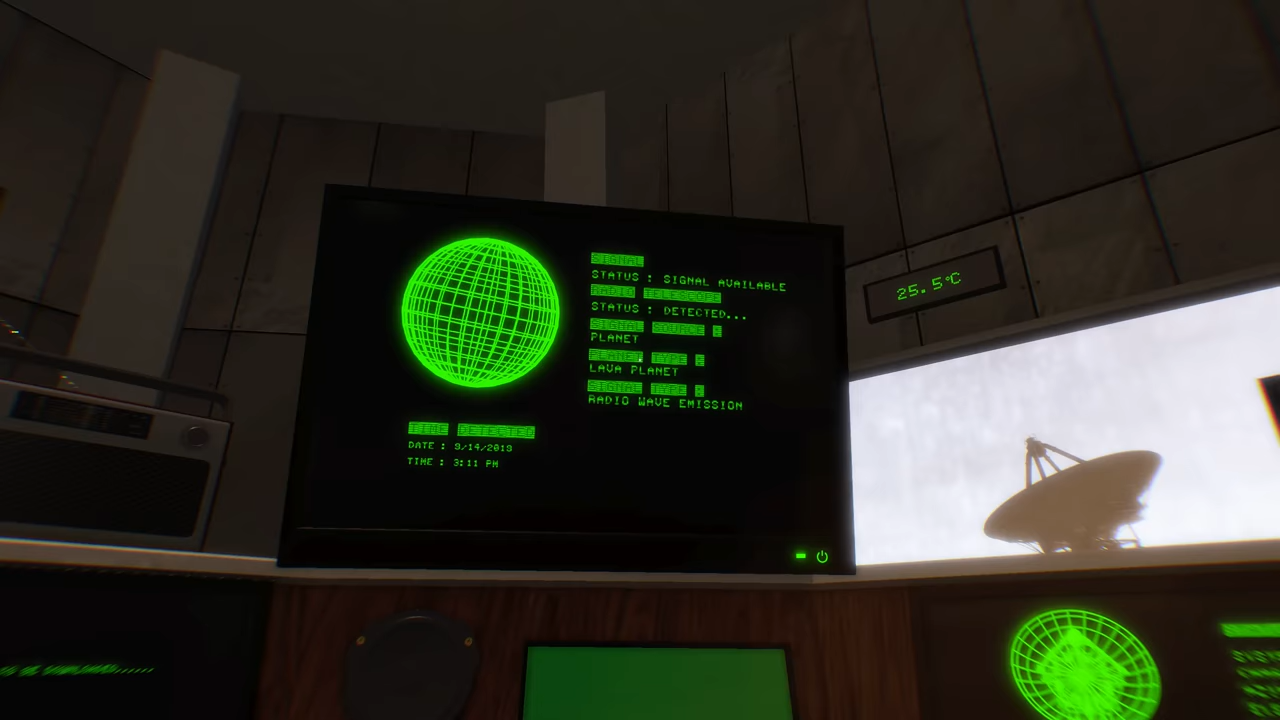 SIGNAL
STATUS : SIGNAL AVAILABLE
RADIO TELESCOPE
STATUS : DETECTED...
SIGNAL SOURCE :
PLANET
PLANET TYPE :
LAVA PLANET
SIGNAL TYPE :
RADIO WAVE EMISSION
TIME DETECTED
DATE : 9/14/2019
TIME : 3:11 PM
25.5°C